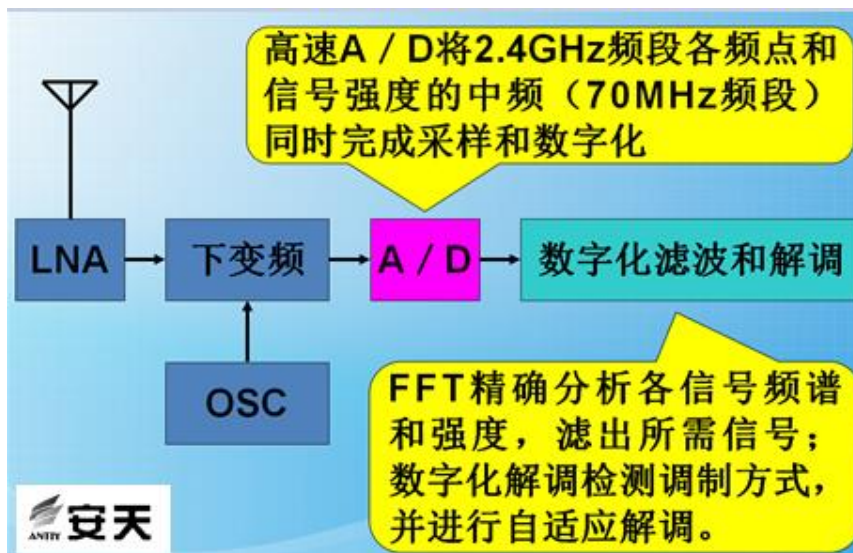 高速A／D将2.4GHz频段各频点和
信号强度的中频（70MHz频段）
同时完成采样和数字化
LNA
下变频
A／D
数字化滤波和解调
OSC
FFT精确分析各信号频谱
和强度，滤出所需信号；
数字化解调检测调制方式，
并进行自适应解调。
安天
ANTIY